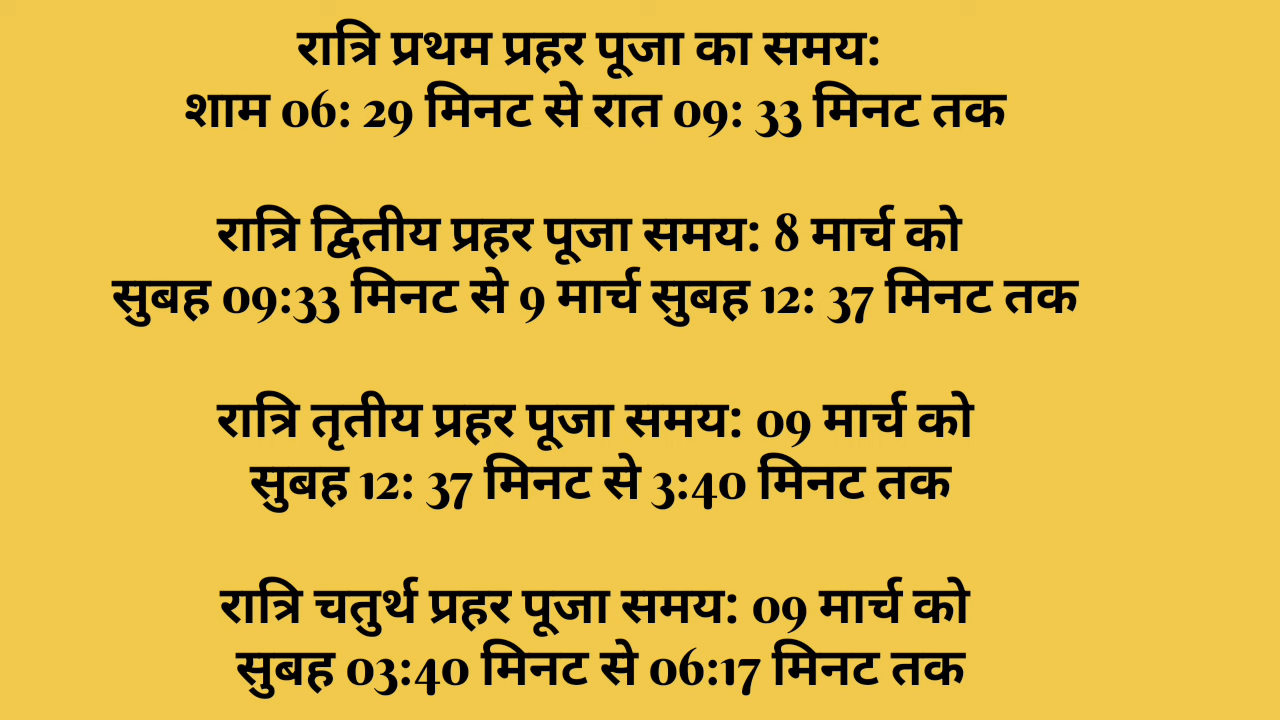 रात्रि प्रथम प्रहर पूजा का समय:
शाम 06: 29 मिनट से रात 09: 33 मिनट तक
रात्रि द्वितीय प्रहर पूजा समय: 8 मार्च को
सुबह 09:33 मिनट से 9 मार्च सुबह 12: 37 मिनट तक
रात्रि तृतीय प्रहर पूजा समय: 09 मार्च को
सुबह 12: 37 मिनट से 3:40 मिनट तक
रात्रि चतुर्थ प्रहर पूजा समय: 09 मार्च को
सुबह 03:40 मिनट से 06:17 मिनट तक